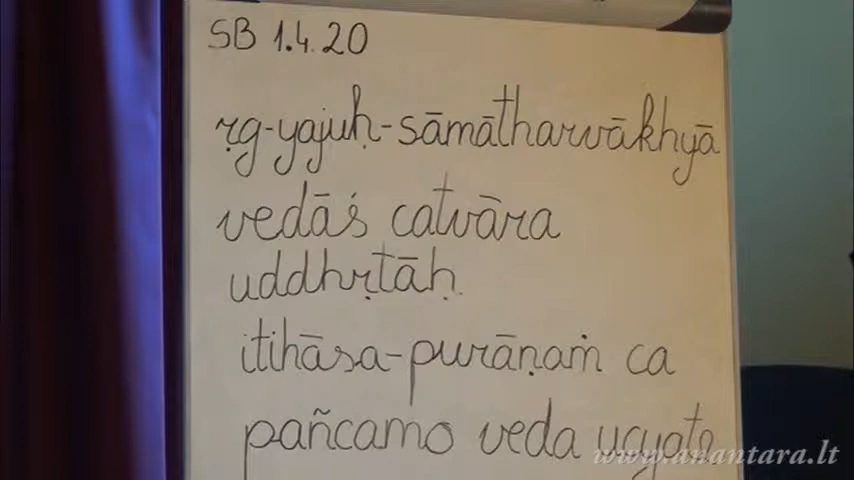 SB 1.4.20
ṛg-yajuḥ-sāmātharvākhyā
vedāś catvāra
uddhṛtāḥ
itihāsa-purāṇaṁ ca
pañcamo veda ucyate
www.anantara.lt